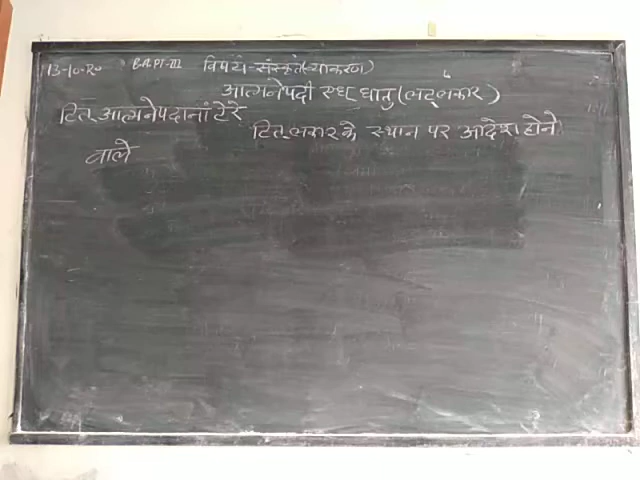 13-10-20 B.A. PT-III विषय-संस्कृत(व्याकरण)
आत्मनेपदी एध् धातु(लट्लकार)
टित आत्मनेपदानां टेरे
टित् लकार के स्थान पर आदेश होने
वाले